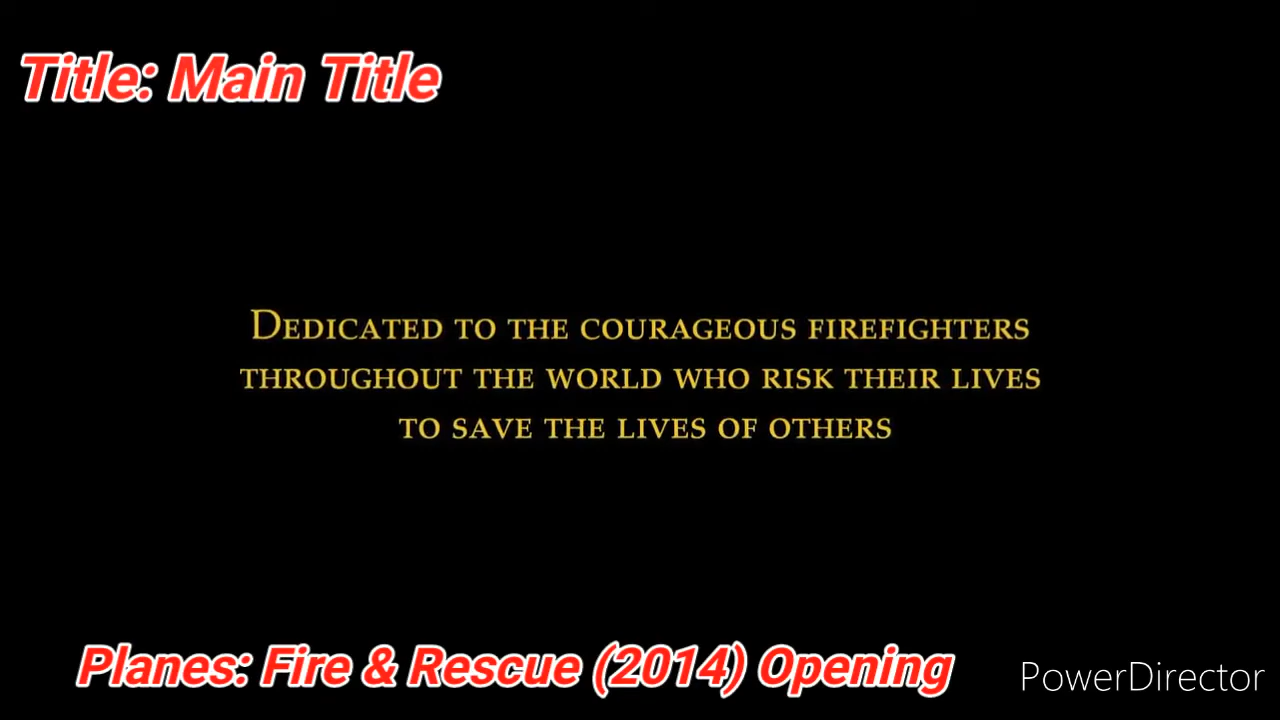 Title: Main Title
Dedicated to the courageous firefighters
throughout the world who risk their lives
to save the lives of others
Planes: Fire & Rescue (2014) Opening
PowerDirector